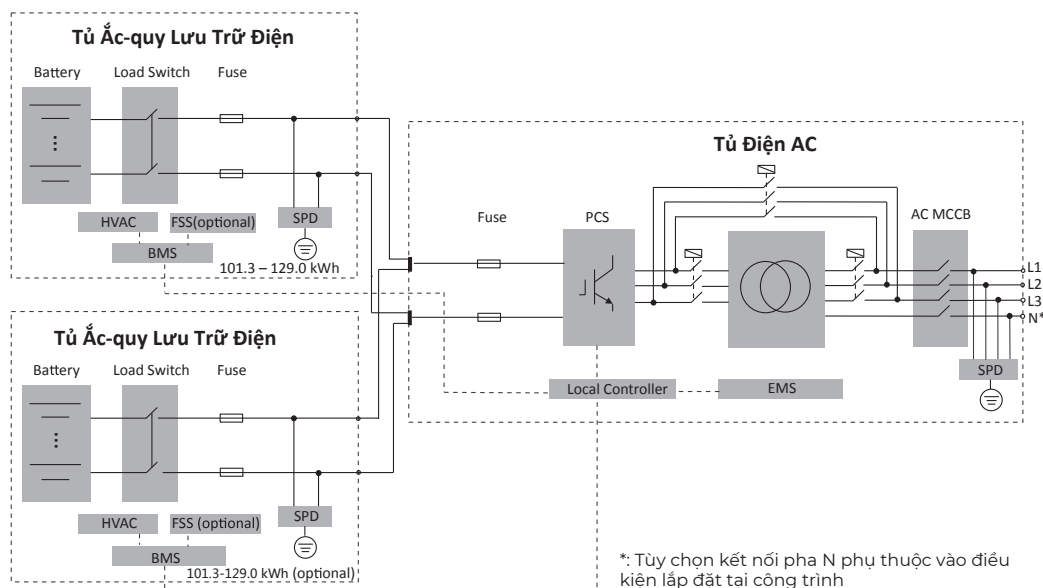 Tủ Ắc-quy Lưu Trữ Điện
Battery
Load Switch
Fuse
HVAC
FSS(optional)
SPD
BMS
101.3 – 129.0 kWh
Tủ Ắc-quy Lưu Trữ Điện
Battery
Load Switch
Fuse
HVAC
FSS (optional)
SPD
BMS
101.3-129.0 kWh (optional)
Tủ Điện AC
Fuse
PCS
AC MCCB
L1
L2
L3
N*
SPD
Local Controller
EMS
*: Tùy chọn kết nối pha N phụ thuộc vào điều
kiện lắp đặt tại công trình